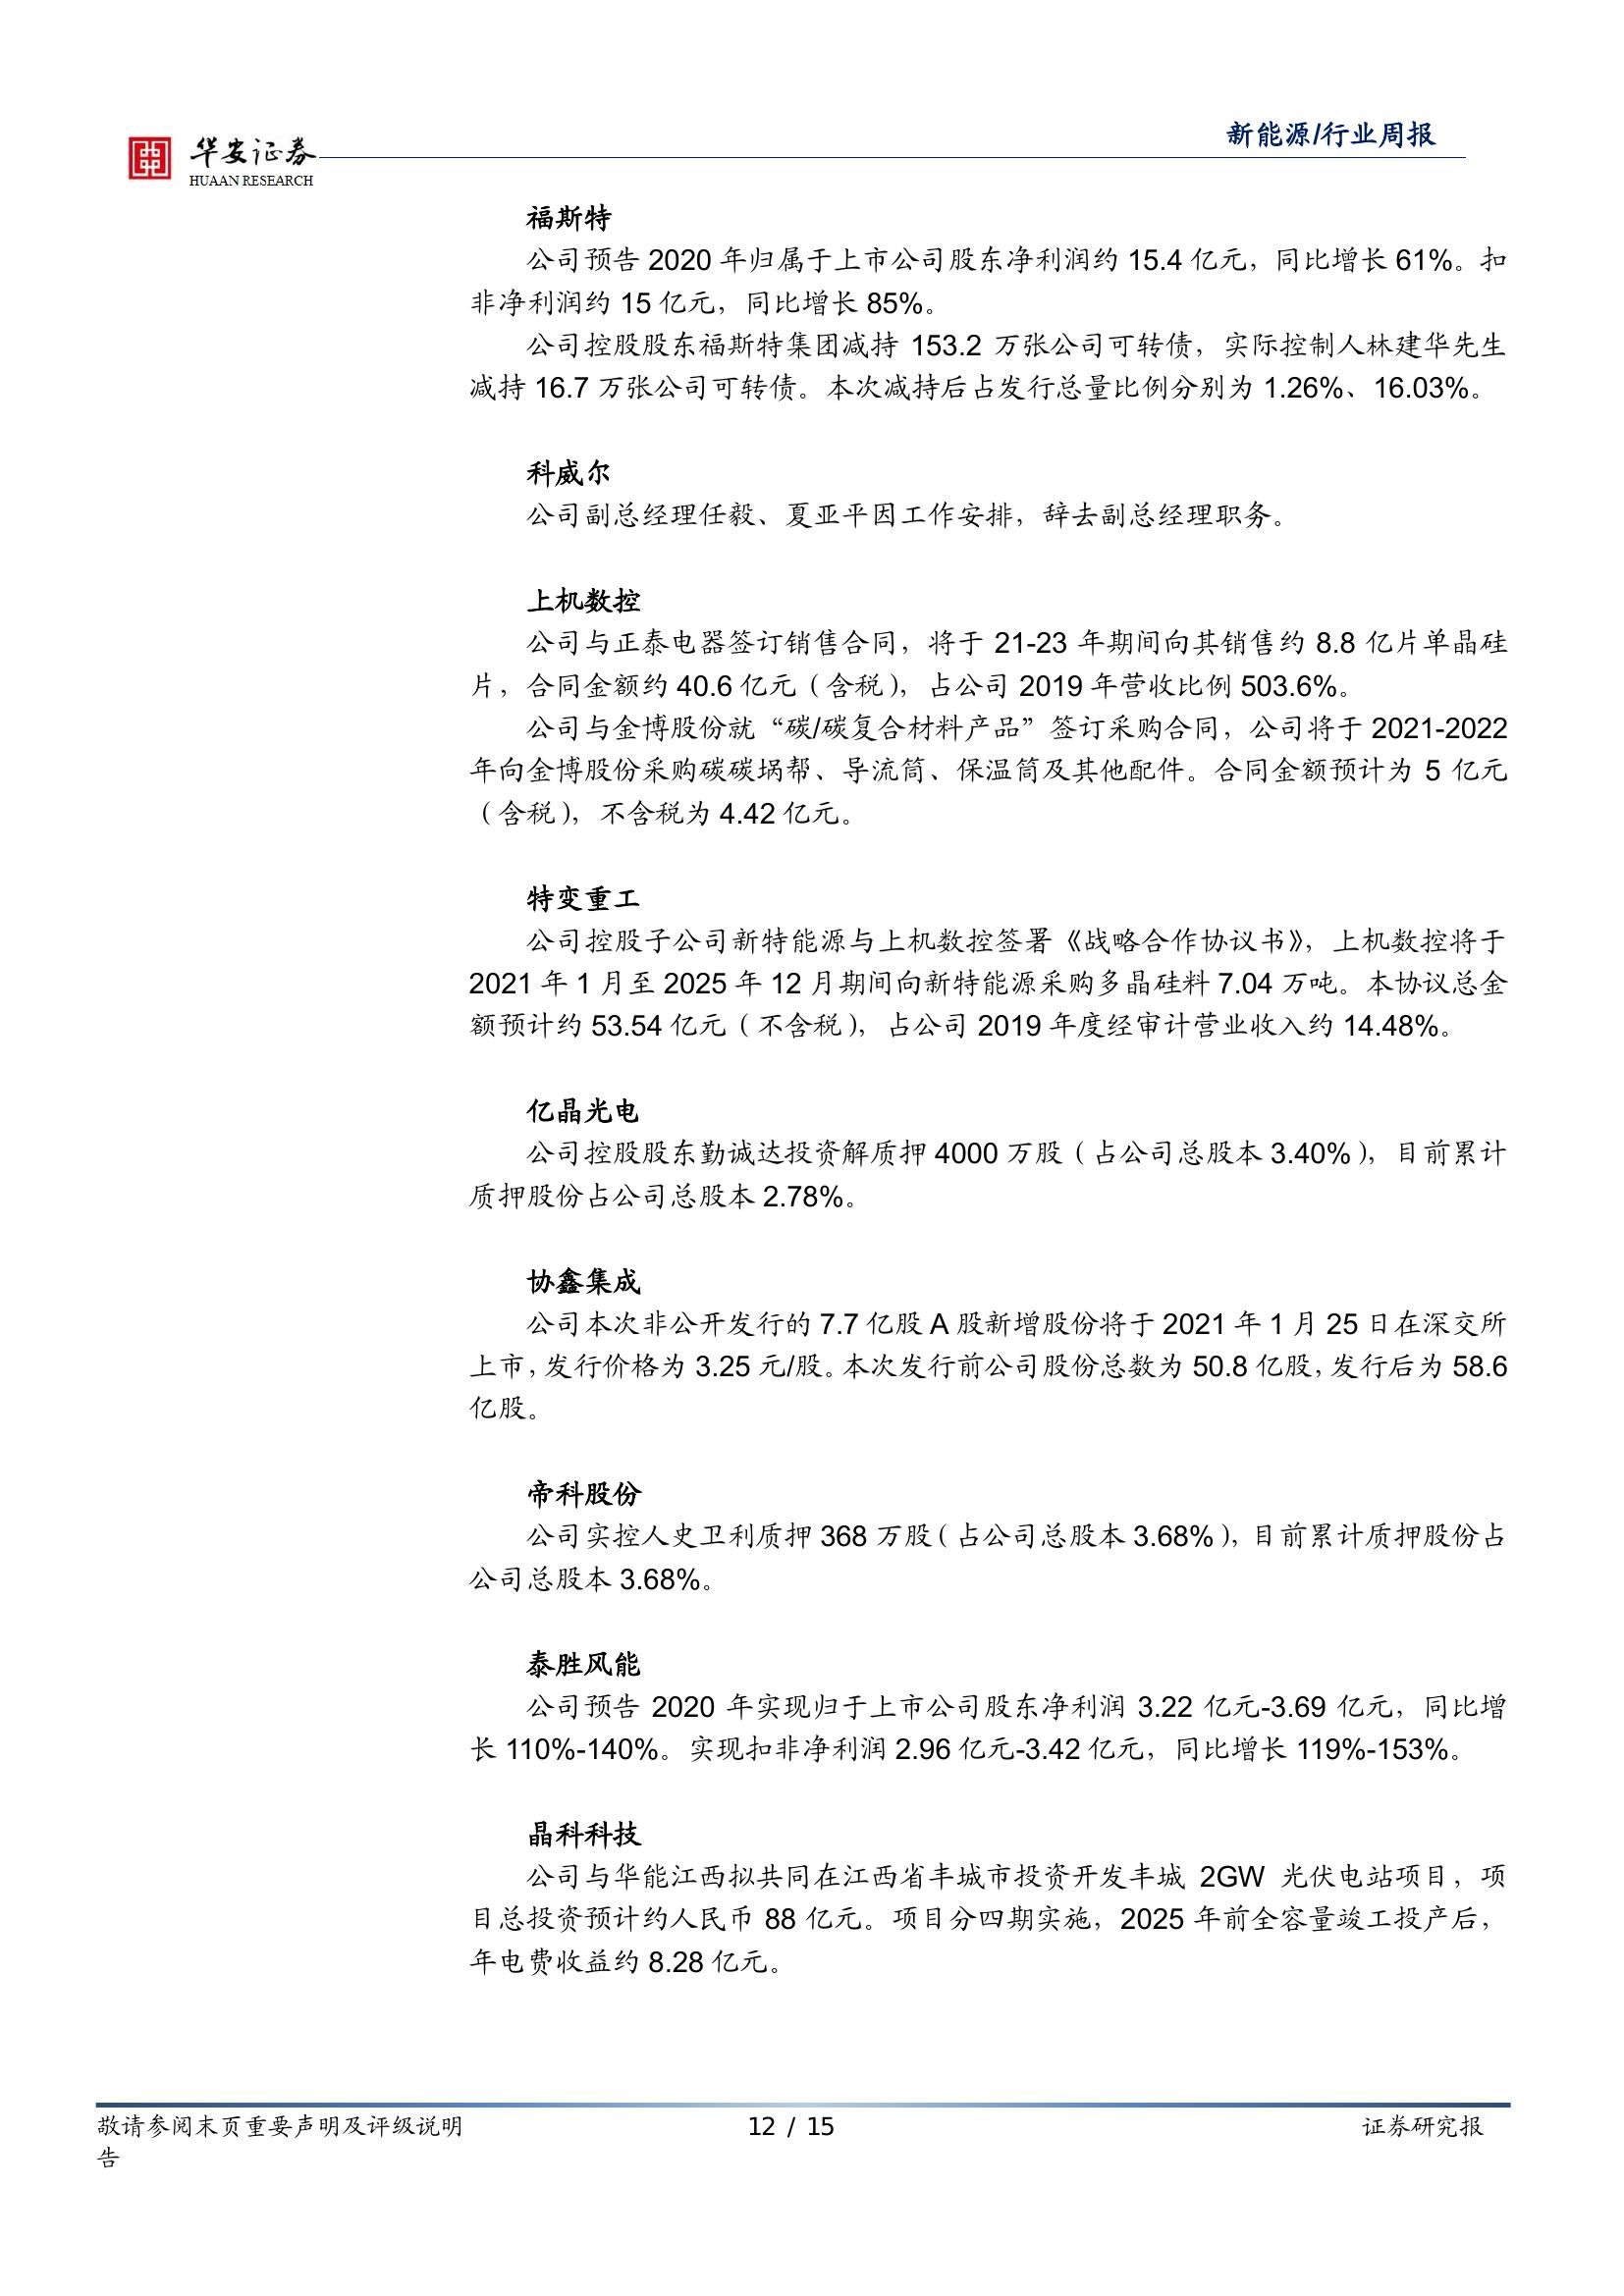 新能源/行业周报
华安证券
HUAAN RESEARCH
福斯特
公司预告 2020 年归属于上市公司股东净利润约 15.4 亿元，同比增长 61%。扣
非净利润约 15 亿元，同比增长 85%。
公司控股股东福斯特集团减持 153.2 万张公司可转债，实际控制人林建华先生
减持 16.7 万张公司可转债。本次减持后占发行总量比例分别为 1.26%、16.03%。
科威尔
公司副总经理任毅、夏亚平因工作安排，辞去副总经理职务。
上机数控
公司与正泰电器签订销售合同，将于 21-23 年期间向其销售约 8.8 亿片单晶硅
片，合同金额约 40.6 亿元（含税），占公司 2019 年营收比例 503.6%。
公司与金博股份就“碳/碳复合材料产品”签订采购合同，公司将于 2021-2022
年向金博股份采购碳碳埚帮、导流筒、保温筒及其他配件。合同金额预计为 5 亿元
（含税），不含税为 4.42 亿元。
特变重工
公司控股子公司新特能源与上机数控签署《战略合作协议书》，上机数控将于
2021 年 1 月至 2025 年 12 月期间向新特能源采购多晶硅料 7.04 万吨。本协议总金
额预计约 53.54 亿元（不含税），占公司 2019 年度经审计营业收入约 14.48%。
亿晶光电
公司控股股东勤诚达投资解质押 4000 万股（占公司总股本 3.40%），目前累计
质押股份占公司总股本 2.78%。
协鑫集成
公司本次非公开发行的 7.7 亿股 A 股新增股份将于 2021 年 1 月 25 日在深交所
上市，发行价格为 3.25 元/股。本次发行前公司股份总数为 50.8 亿股，发行后为 58.6
亿股。
帝科股份
公司实控人史卫利质押 368 万股（占公司总股本 3.68%），目前累计质押股份占
公司总股本 3.68%。
泰胜风能
公司预告 2020 年实现归于上市公司股东净利润 3.22 亿元-3.69 亿元，同比增
长 110%-140%。实现扣非净利润 2.96 亿元-3.42 亿元，同比增长 119%-153%。
晶科科技
公司与华能江西拟共同在江西省丰城市投资开发丰城 2GW 光伏电站项目，项
目总投资预计约人民币 88 亿元。项目分四期实施，2025 年前全容量竣工投产后，
年电费收益约 8.28 亿元。
敬请参阅末页重要声明及评级说明 12 / 15 证券研究报
告